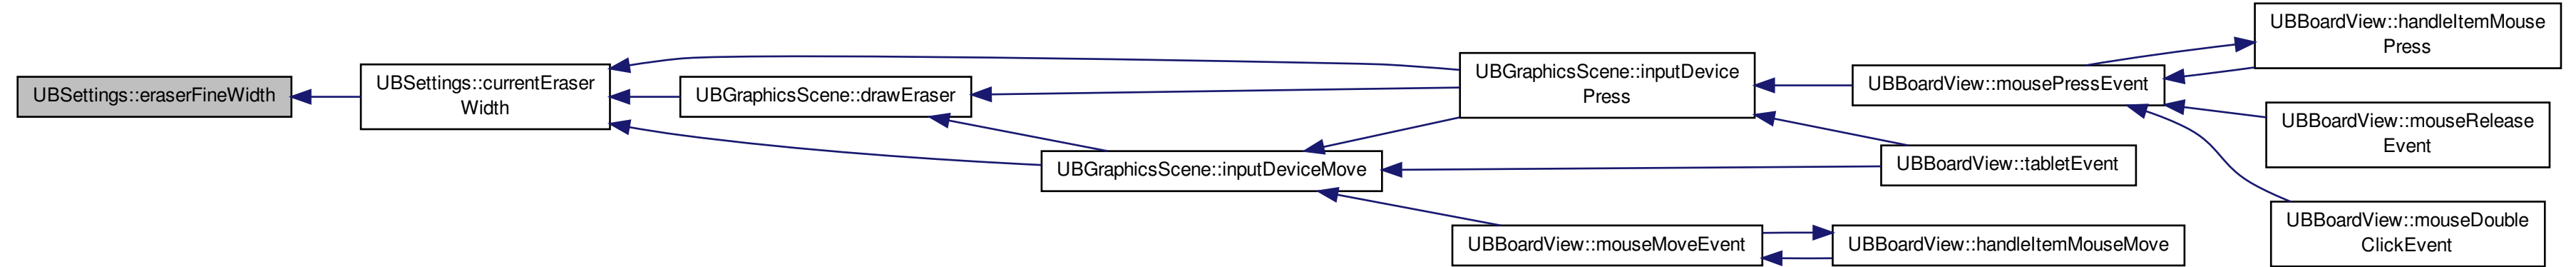 UBSettings::eraserFineWidth
UBSettings::currentEraser
Width
UBGraphicsScene::drawEraser
UBGraphicsScene::inputDeviceMove
UBGraphicsScene::inputDevice
Press
UBBoardView::mouseMoveEvent
UBBoardView::mousePressEvent
UBBoardView::tabletEvent
UBBoardView::handleItemMouseMove
UBBoardView::handleItemMouse
Press
UBBoardView::mouseRelease
Event
UBBoardView::mouseDouble
ClickEvent